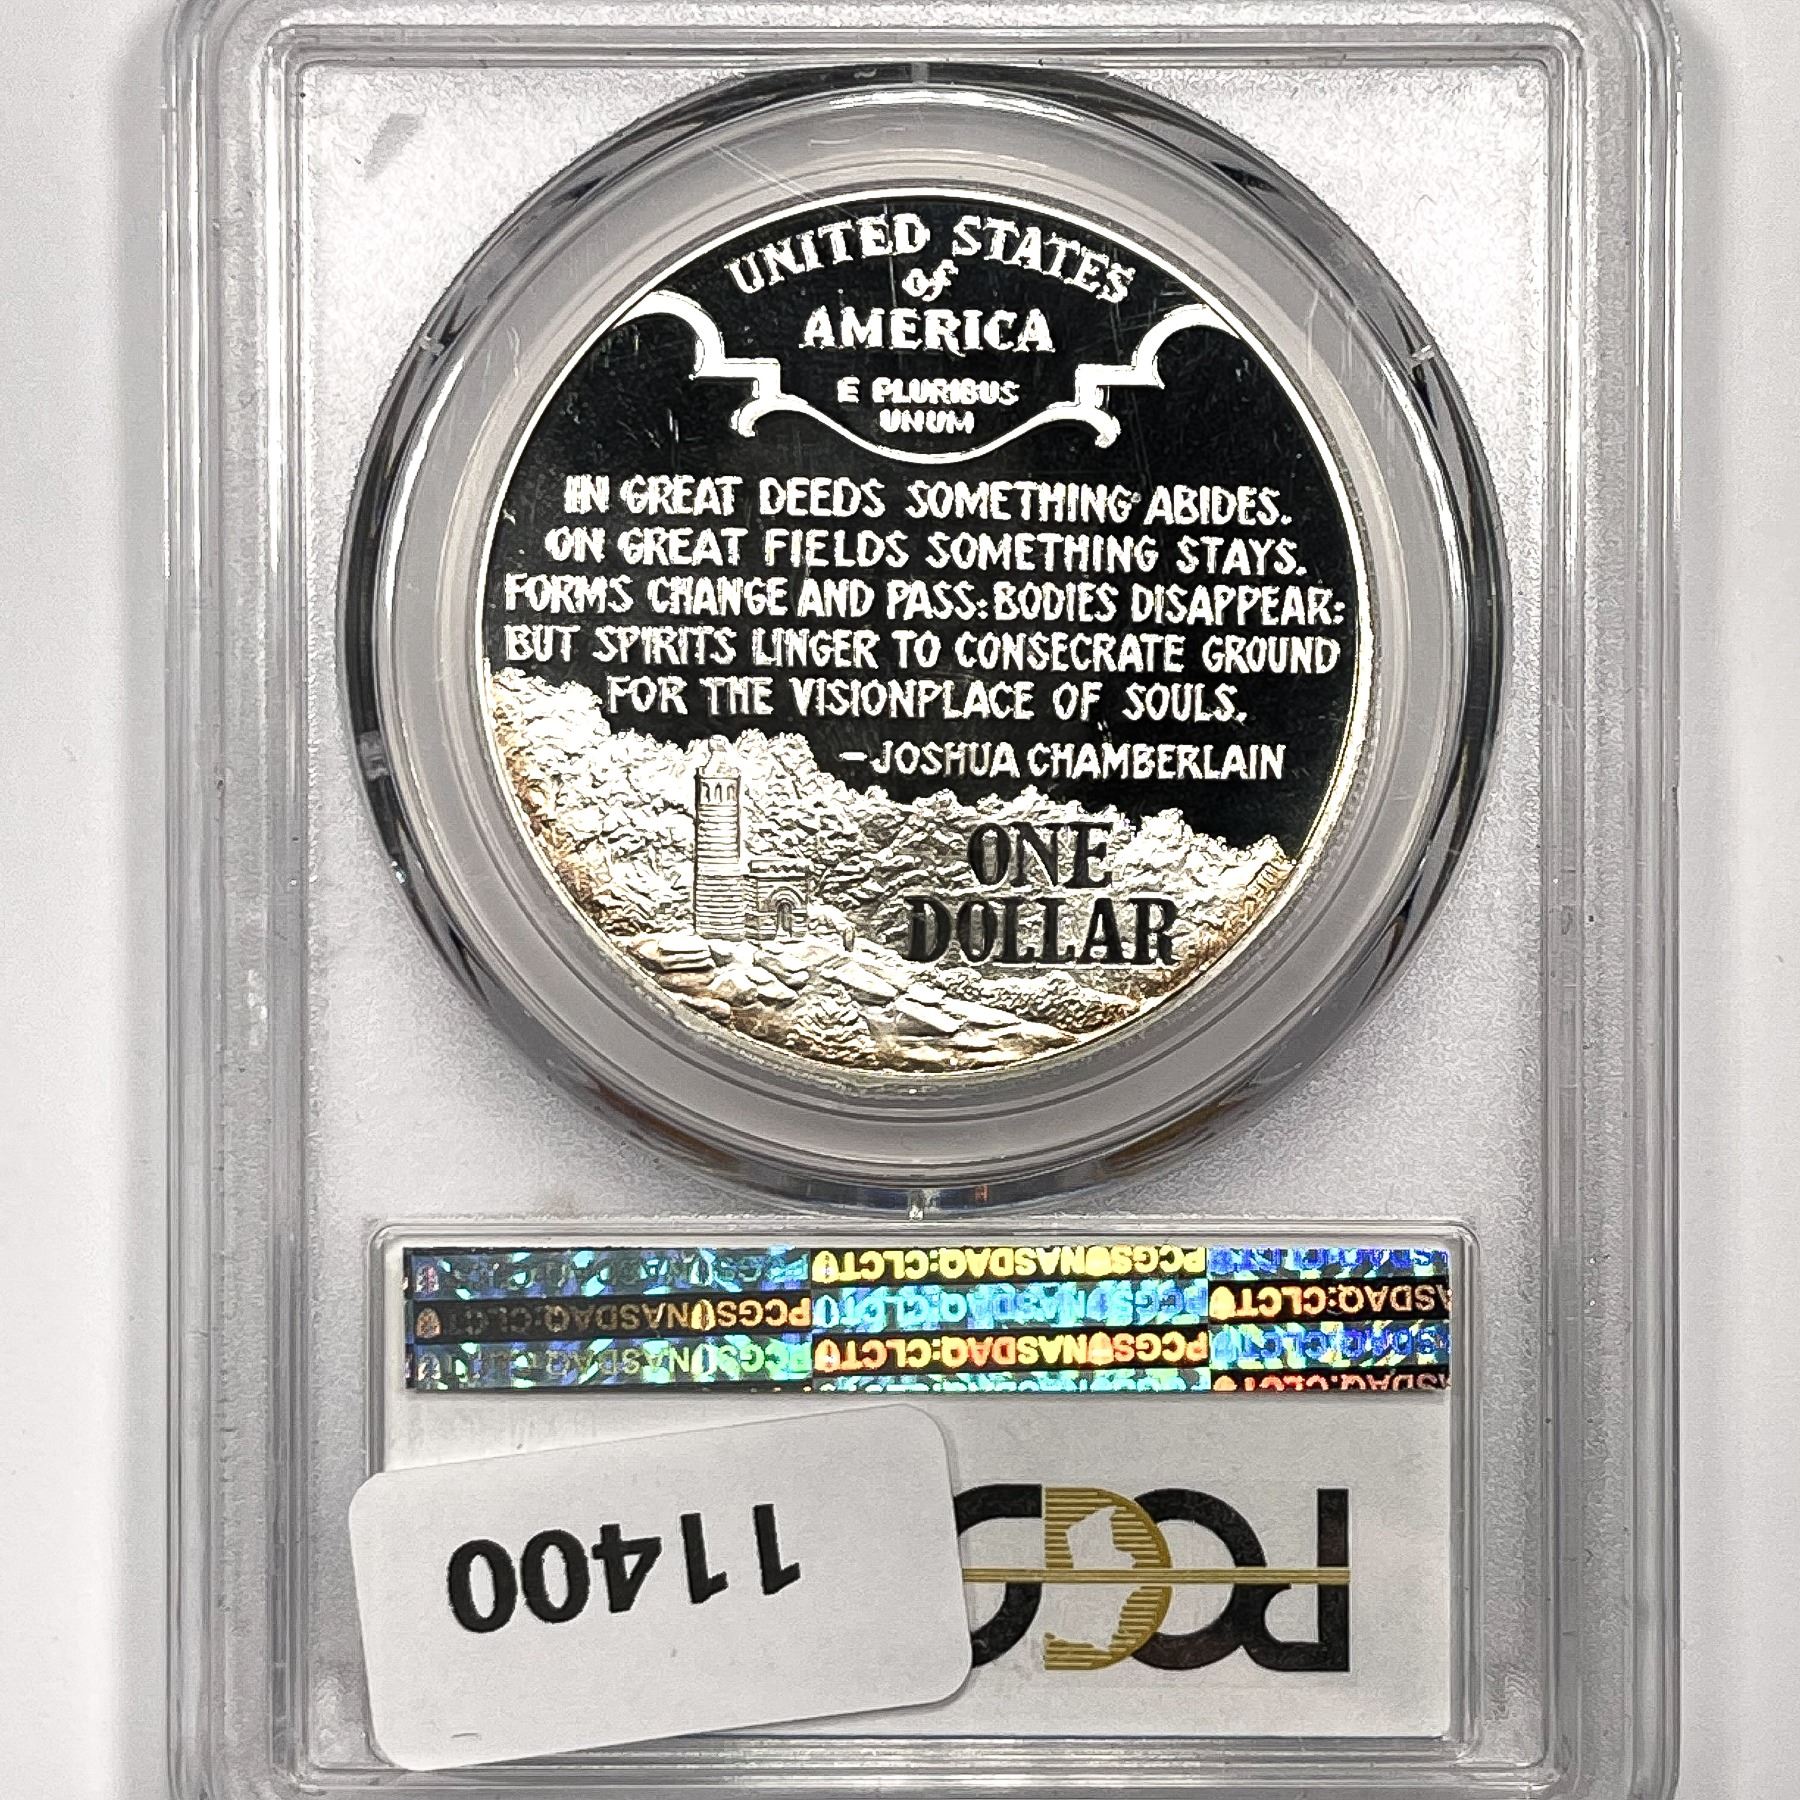 UNITED STATES
of
AMERICA
E PLURIBUS
UNUM
IN GREAT DEEDS SOMETHING ABIDES.
ON GREAT FIELDS SOMETHING STAYS.
FORMS CHANGE AND PASS: BODIES DISAPPEAR:
BUT SPIRITS LINGER TO CONSECRATE GROUND
FOR THE VISIONPLACE OF SOULS.
-JOSHUA CHAMBERLAIN
ONE
DOLLAR
PCGS NASDAQ:CLCT
PCGS NASDAQ:CLCT
PCGS NASDAQ:CLCT
PCGS
11400